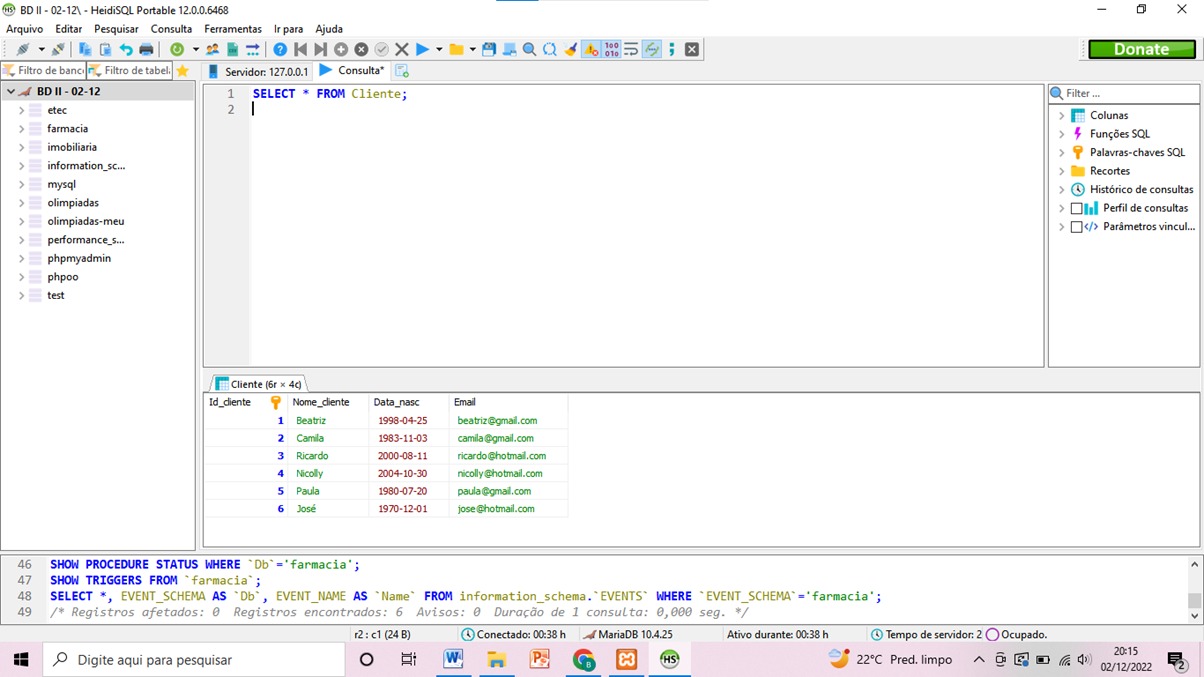 BD II - 02-12\ - HeidiSQL Portable 12.0.0.6468
Arquivo Editar Pesquisar Consulta Ferramentas Ir para Ajuda
Donate
Filtro de banc Filtro de tabel Servidor: 127.0.0.1 Consulta*
BD II - 02-12
etec
farmacia
imobiliaria
information_sc...
mysql
olimpiadas
olimpiadas-meu
performance_s...
phpmyadmin
phpoo
test
1 SELECT * FROM Cliente;
2
Filter ...
Colunas
Funções SQL
Palavras-chaves SQL
Recortes
Histórico de consultas
Perfil de consultas
Parâmetros vincul...
Cliente (6r × 4c)
Id_cliente Nome_cliente Data_nasc Email
1 Beatriz 1998-04-25 beatriz@gmail.com
2 Camila 1983-11-03 camila@gmail.com
3 Ricardo 2000-08-11 ricardo@hotmail.com
4 Nicolly 2004-10-30 nicolly@hotmail.com
5 Paula 1980-07-20 paula@gmail.com
6 José 1970-12-01 jose@hotmail.com
46 SHOW PROCEDURE STATUS WHERE `Db`='farmacia';
47 SHOW TRIGGERS FROM `farmacia`;
48 SELECT *, EVENT_SCHEMA AS `Db`, EVENT_NAME AS `Name` FROM information_schema.`EVENTS` WHERE `EVENT_SCHEMA`='farmacia';
49 /* Registros afetados: 0 Registros encontrados: 6 Avisos: 0 Duração de 1 consulta: 0,000 seg. */
r2 : c1 (24 B) Conectado: 00:38 h MariaDB 10.4.25 Ativo durante: 00:38 h Tempo de servidor: 2 Ocupado.
Digite aqui para pesquisar
22°C Pred. limpo
20:15
02/12/2022
2